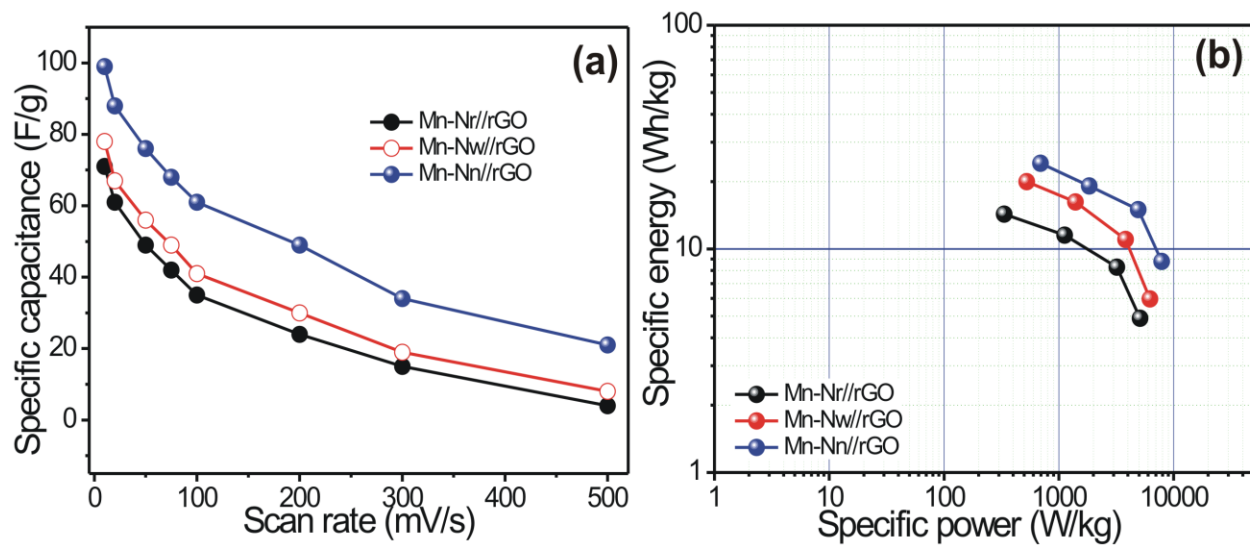 (a)
Specific capacitance (F/g)
100
80
60
40
20
0
Mn-Nr//rGO
Mn-Nw//rGO
Mn-Nn//rGO
0 100 200 300 400 500
Scan rate (mV/s)
(b)
Specific energy (Wh/kg)
100
10
1
Mn-Nr//rGO
Mn-Nw//rGO
Mn-Nn//rGO
1 10 100 1000 10000
Specific power (W/kg)